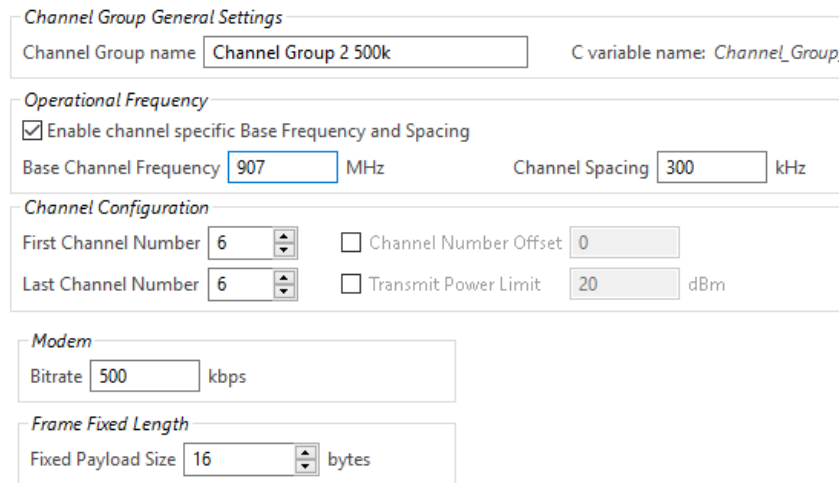 Channel Group General Settings
Channel Group name Channel Group 2 500k C variable name: Channel_Group_
Operational Frequency
Enable channel specific Base Frequency and Spacing
Base Channel Frequency 907 MHz Channel Spacing 300 kHz
Channel Configuration
First Channel Number 6 Channel Number Offset 0
Last Channel Number 6 Transmit Power Limit 20 dBm
Modem
Bitrate 500 kbps
Frame Fixed Length
Fixed Payload Size 16 bytes